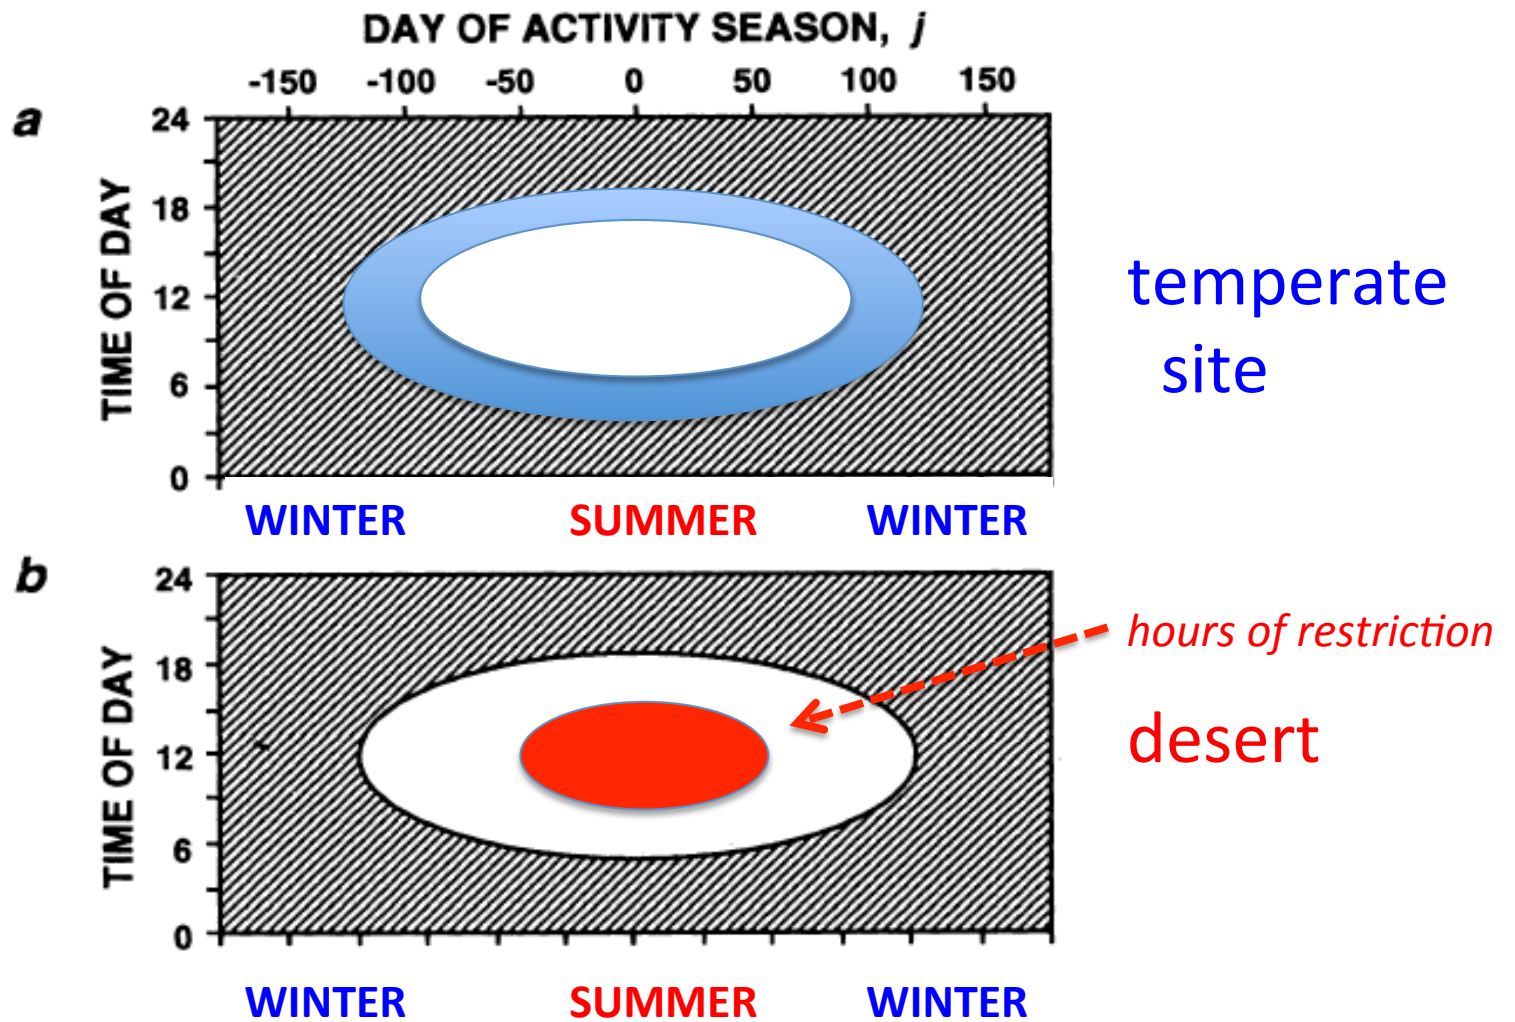 DAY OF ACTIVITY SEASON, j
-150 -100 -50 0 50 100 150
a
24
18
12
6
0
TIME OF DAY
temperate
site
WINTER SUMMER WINTER
b
24
18
12
6
0
TIME OF DAY
hours of restriction
desert
WINTER SUMMER WINTER